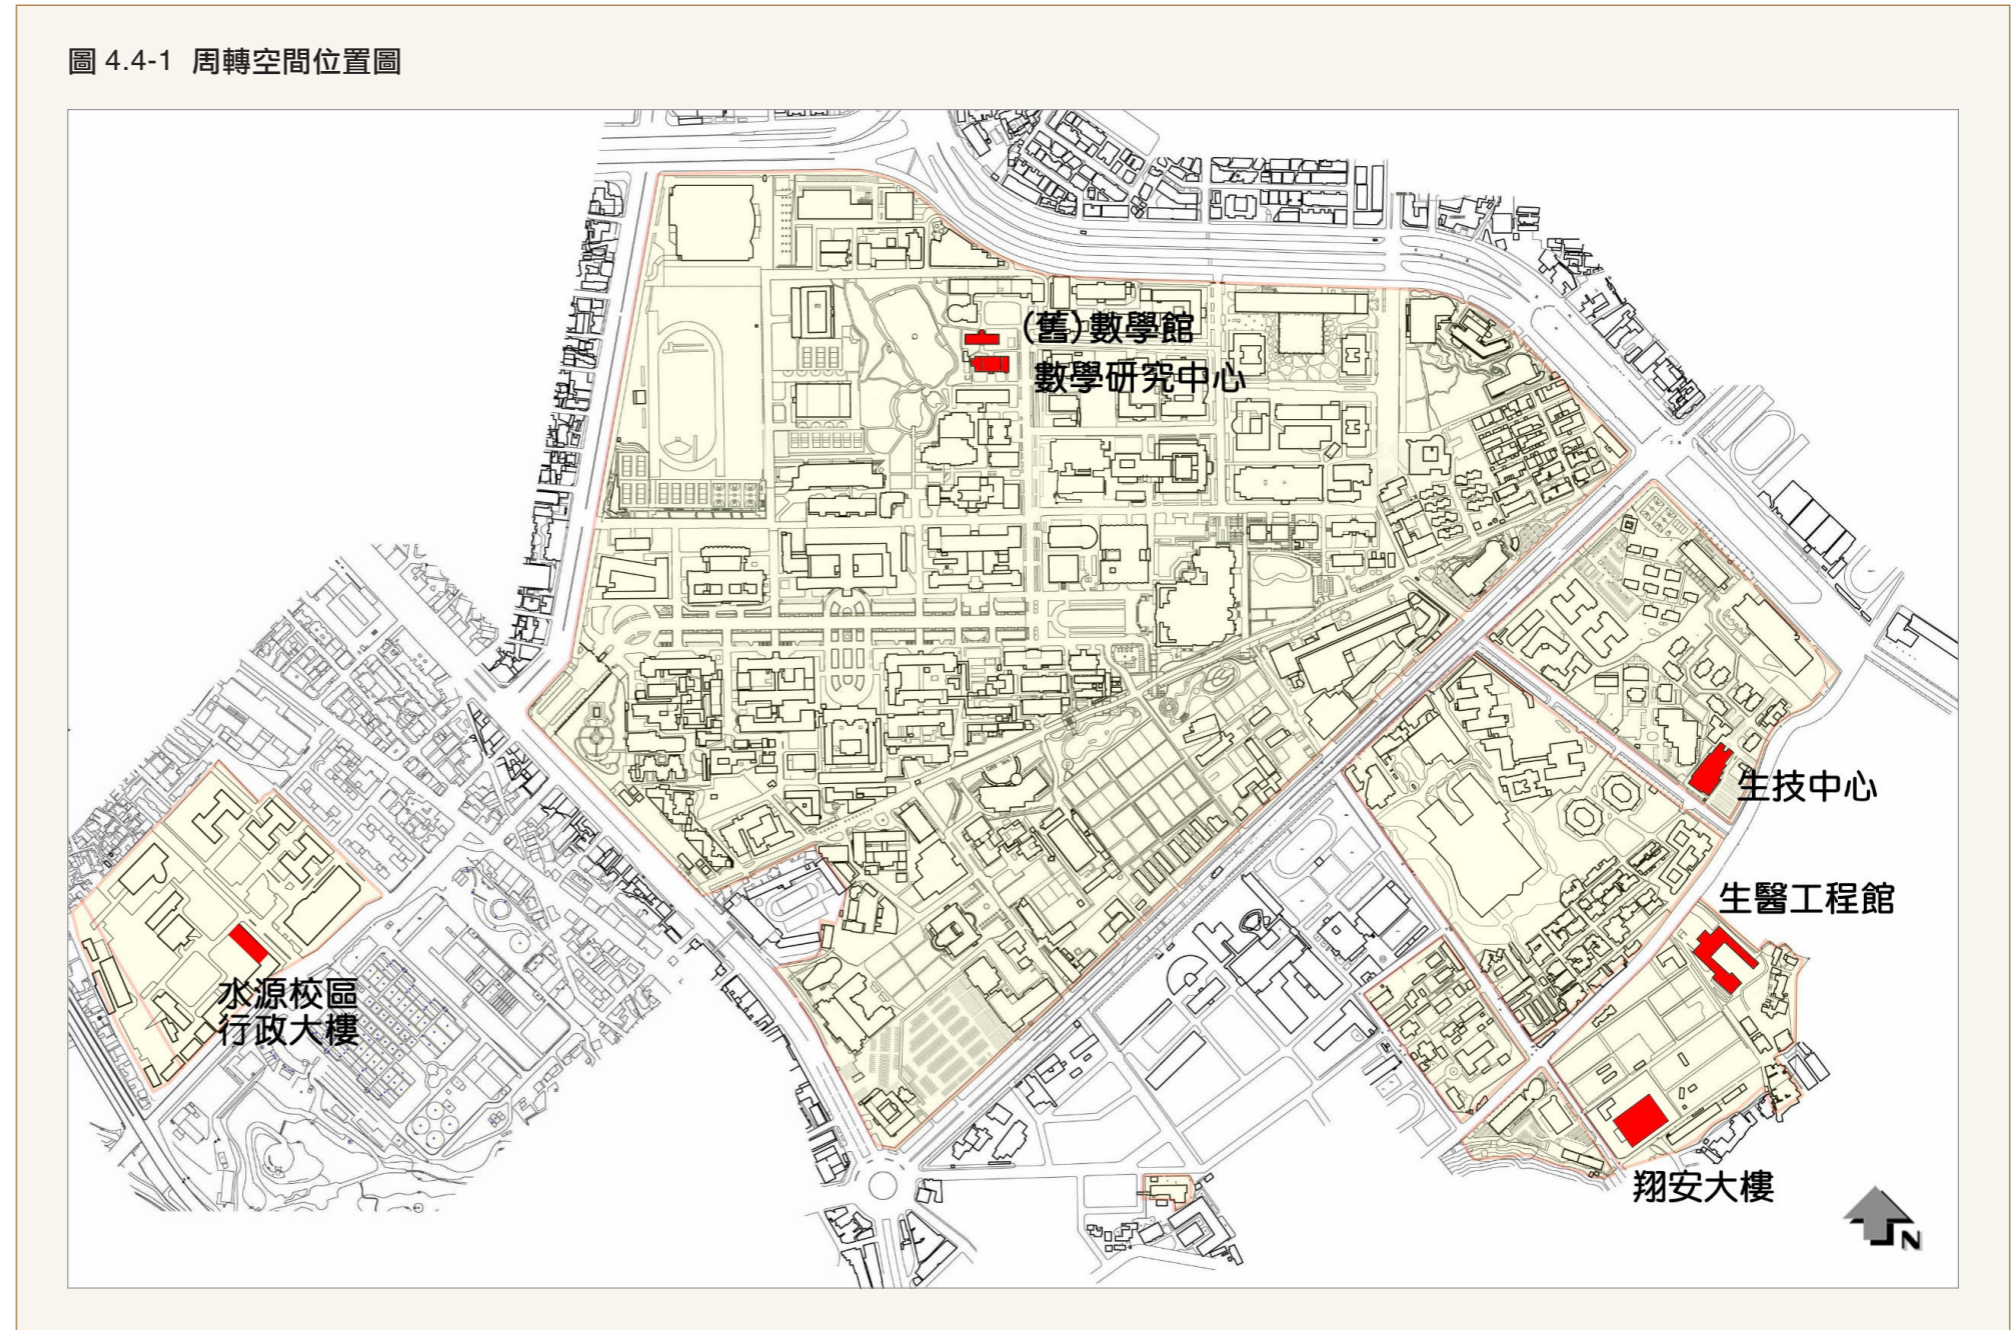 圖 4.4-1 周轉空間位置圖
(舊)數學館
數學研究中心
生技中心
生醫工程館
水源校區
行政大樓
翔安大樓
N